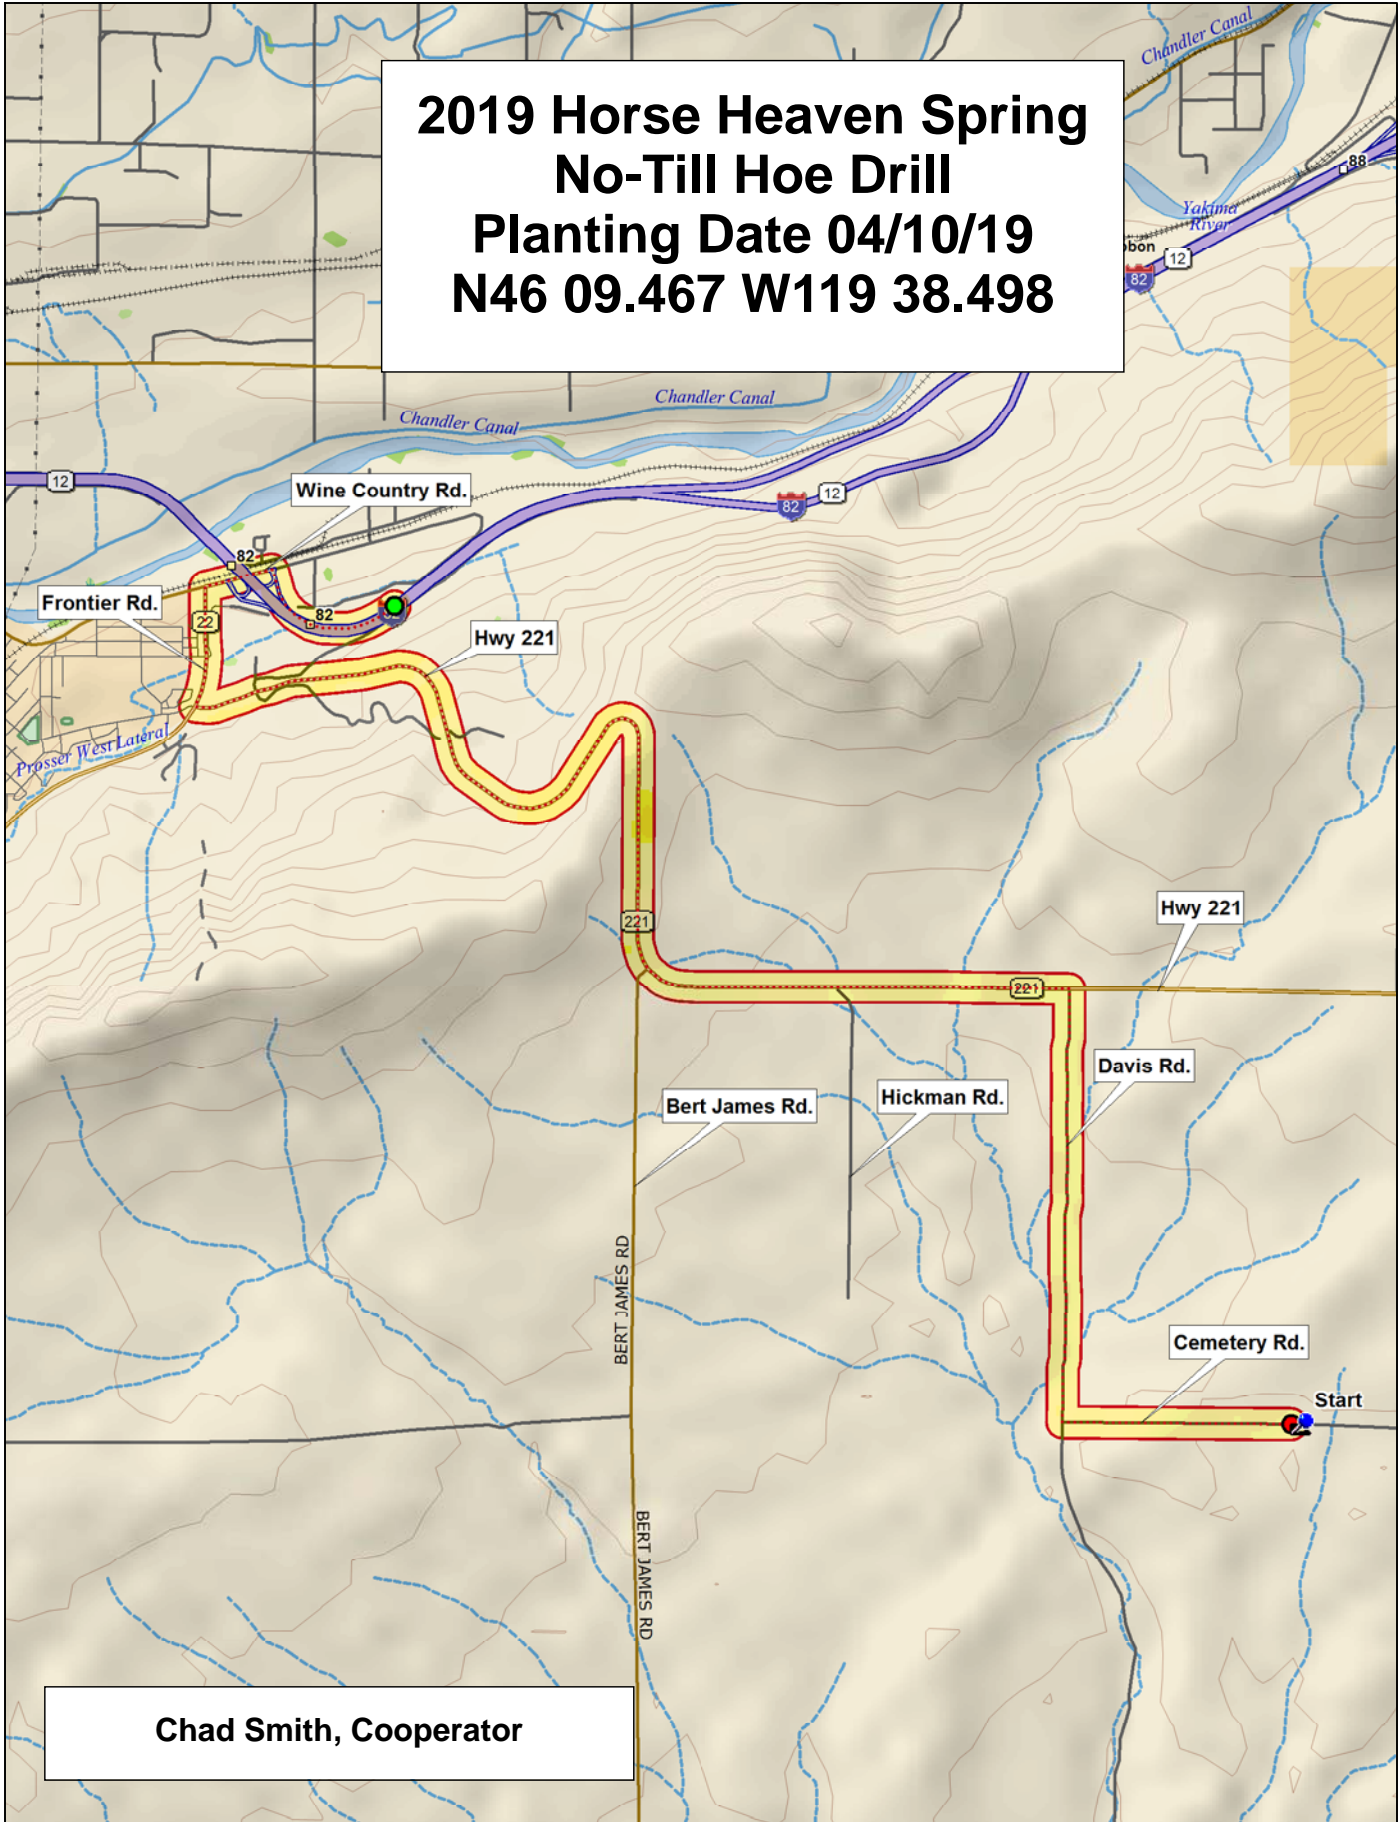 Chandler Canal
2019 Horse Heaven Spring
No-Till Hoe Drill
Planting Date 04/10/19
N46 09.467 W119 38.498
88
Yakima
River
bbon
12
82
Chandler Canal
Chandler Canal
12
Wine Country Rd.
82
12
82
Frontier Rd.
22
82
Hwy 221
Prosser West Lateral
221
Hwy 221
221
Davis Rd.
Bert James Rd.
Hickman Rd.
BERT JAMES RD
Cemetery Rd.
Start
BERT JAMES RD
Chad Smith, Cooperator